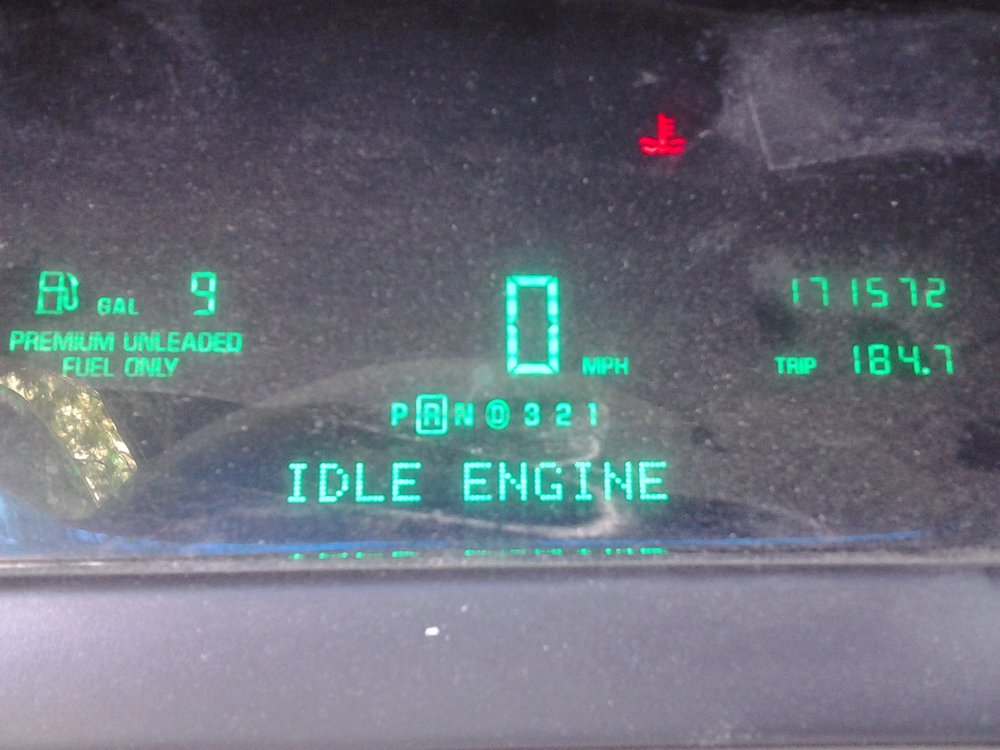 GAL 9
PREMIUM UNLEADED
FUEL ONLY
0 MPH
171572
TRIP 184.7
P R N D 3 2 1
IDLE ENGINE